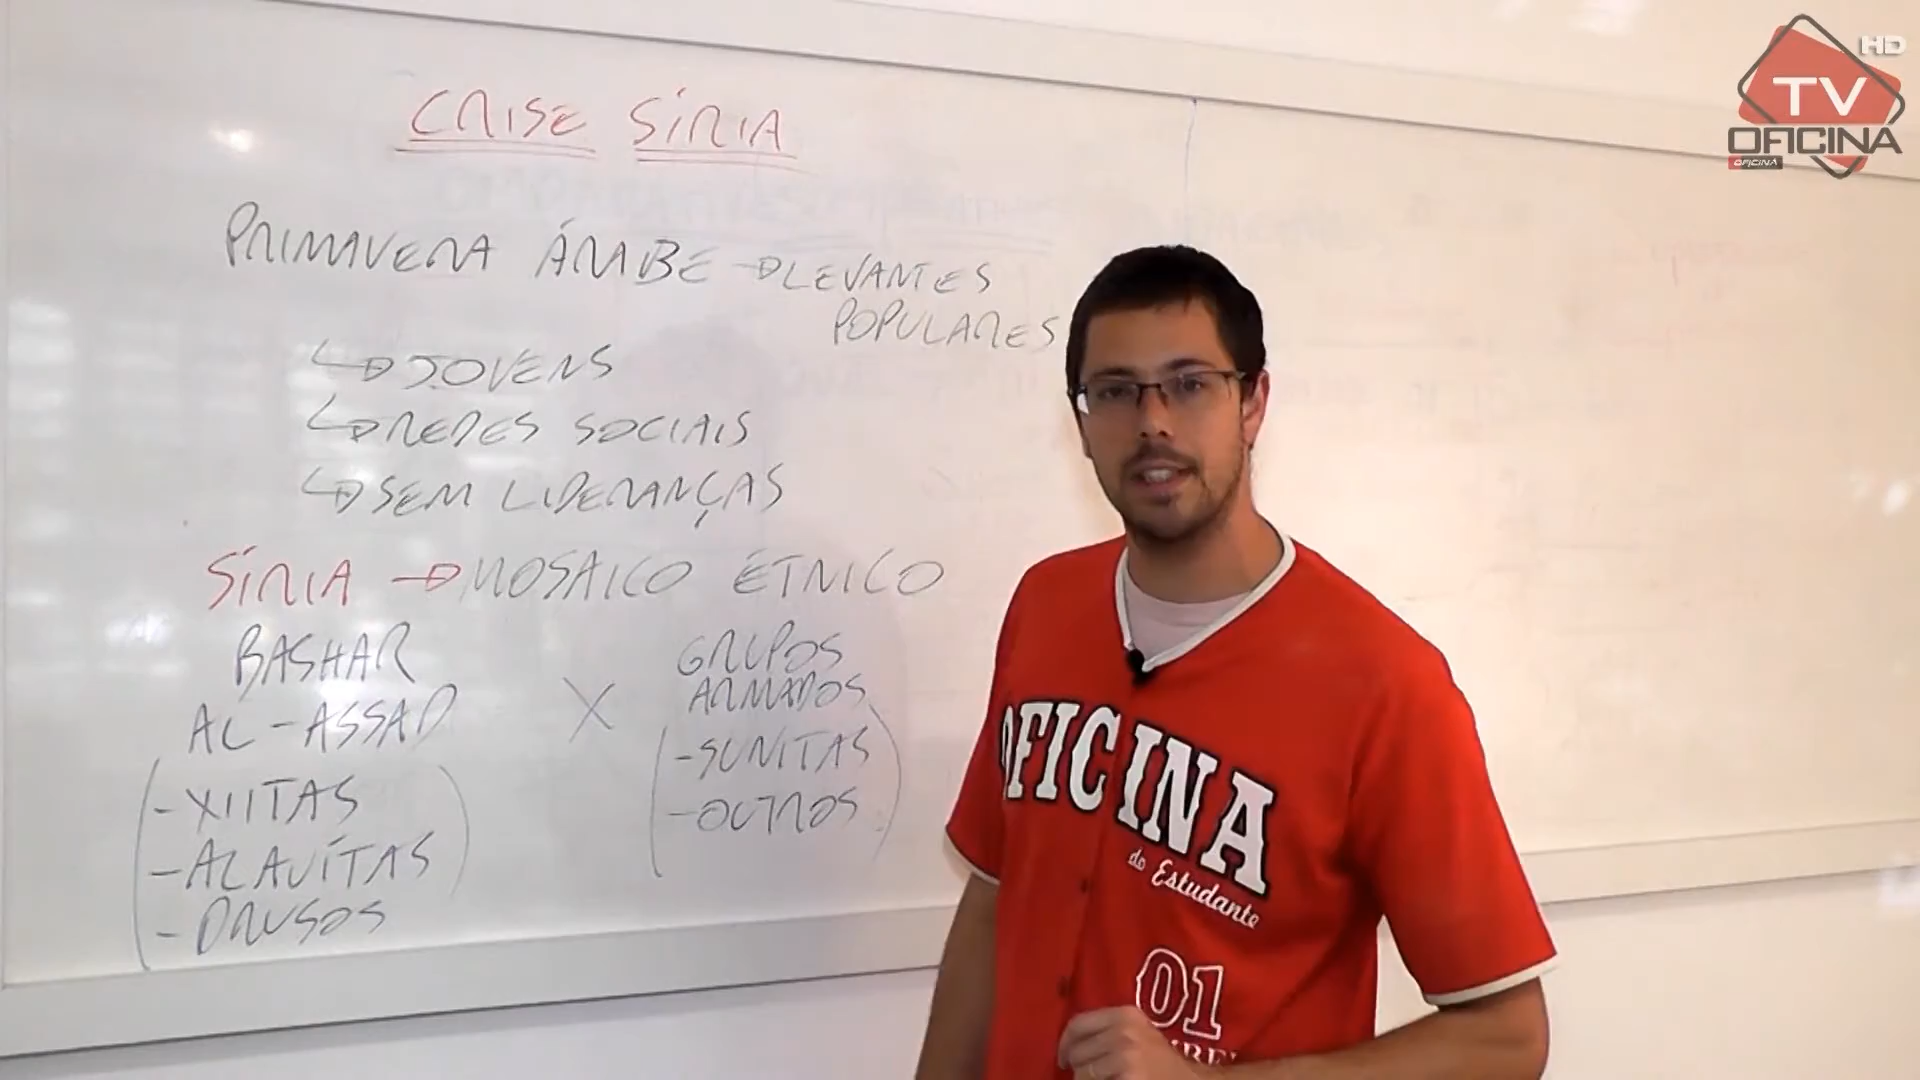 CRISE SÍRIA
PRIMAVERA ÁRABE → LEVANTES
POPULARES
↳ JOVENS
↳ REDES SOCIAIS
↳ SEM LIDERANÇAS
SÍRIA → MOSAICO ÉTNICO
BASHAR
AL-ASSAD
- XIITAS
- ALAUÍTAS
- DRUSOS
X
GRUPOS
ARMADOS
- SUNITAS
- OUTROS
OFICINA
do Estudante
01
HD
TV
OFICINA
OFICINA